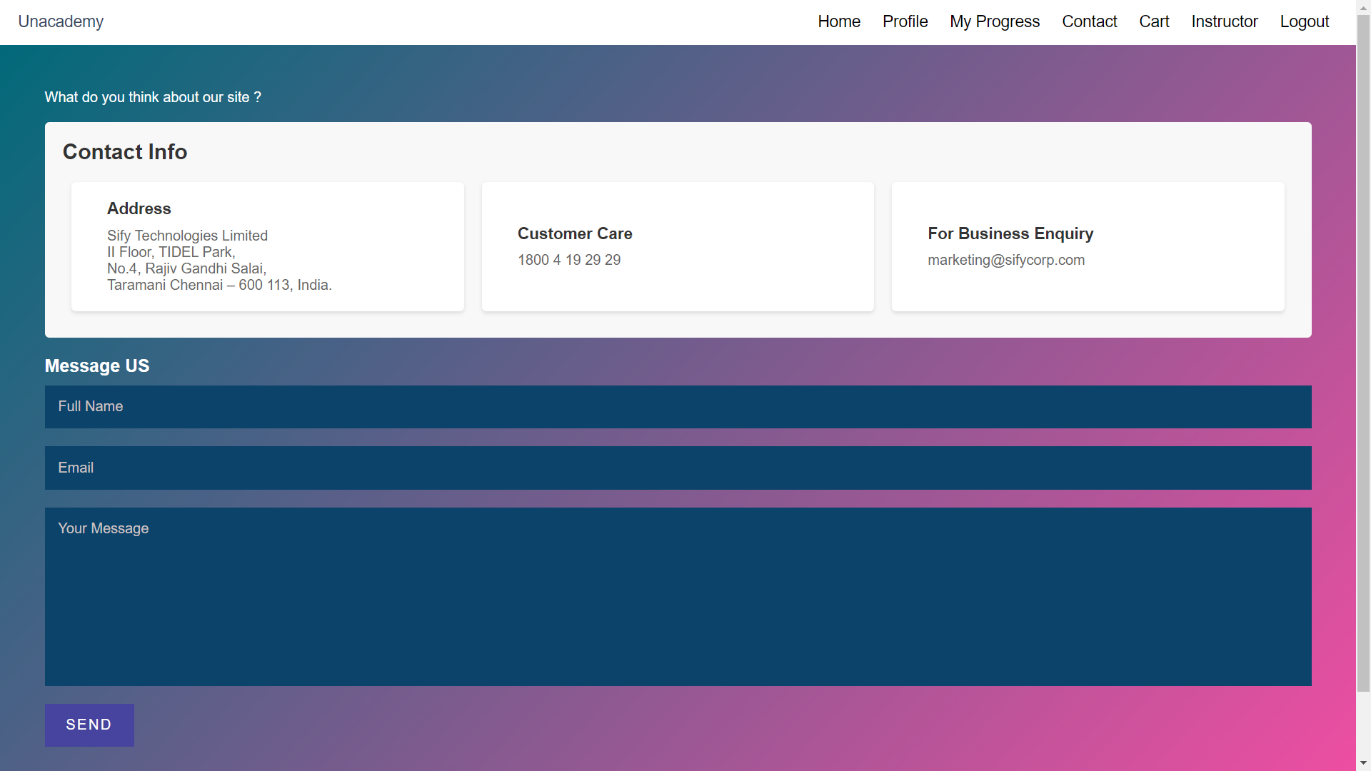 Unacademy
Home Profile My Progress Contact Cart Instructor Logout
What do you think about our site ?
Contact Info
Address
Sify Technologies Limited
II Floor, TIDEL Park,
No.4, Rajiv Gandhi Salai,
Taramani Chennai – 600 113, India.
Customer Care
1800 4 19 29 29
For Business Enquiry
marketing@sifycorp.com
Message US
Full Name
Email
Your Message
SEND